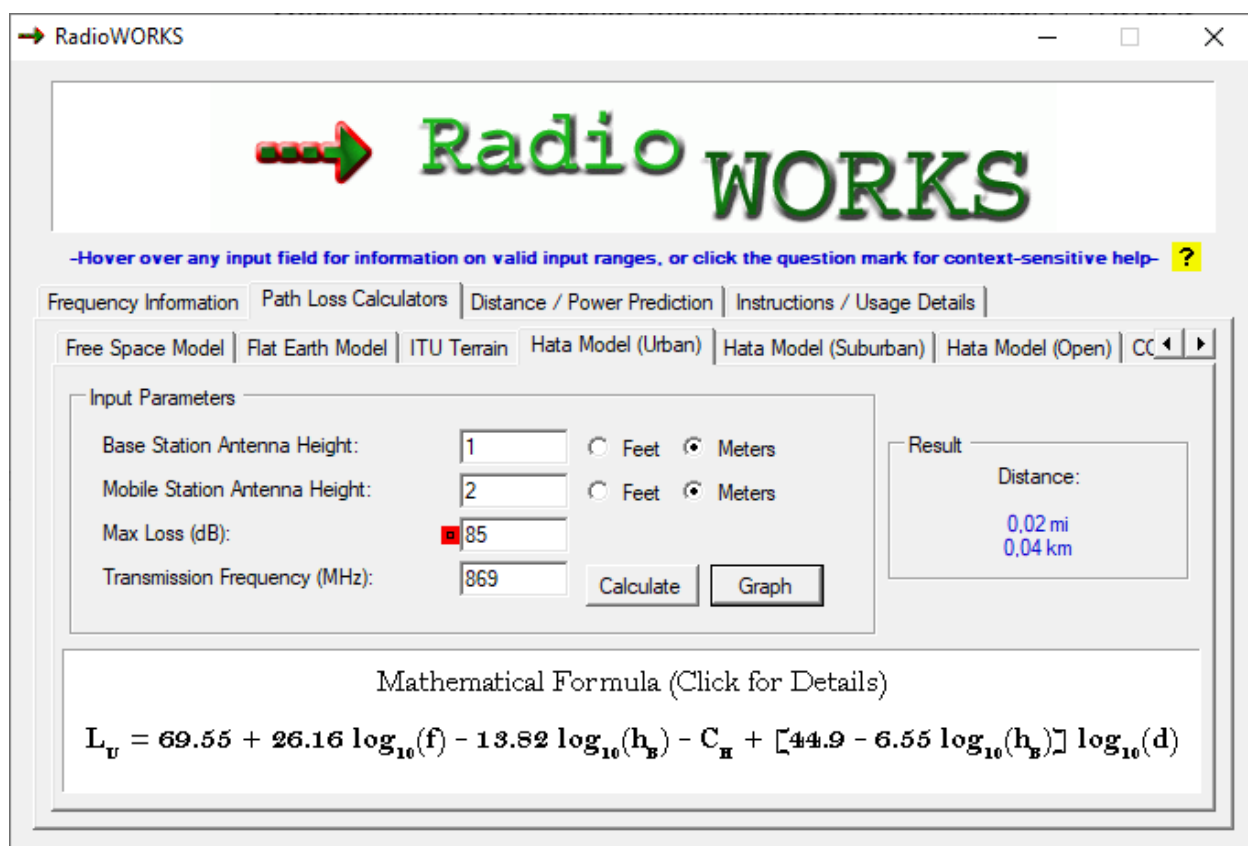 RadioWORKS
Radio WORKS
-Hover over any input field for information on valid input ranges, or click the question mark for context-sensitive help- ?
Frequency Information Path Loss Calculators Distance / Power Prediction Instructions / Usage Details
Free Space Model Flat Earth Model ITU Terrain Hata Model (Urban) Hata Model (Suburban) Hata Model (Open)
Input Parameters
Base Station Antenna Height: 1 Feet Meters
Mobile Station Antenna Height: 2 Feet Meters
Max Loss (dB): 85
Transmission Frequency (MHz): 869 Calculate Graph
Result
Distance:
0,02 mi
0,04 km
Mathematical Formula (Click for Details)
L_U = 69.55 + 26.16 log₁₀(f) - 13.82 log₁₀(h_B) - C_H + [44.9 - 6.55 log₁₀(h_B)] log₁₀(d)